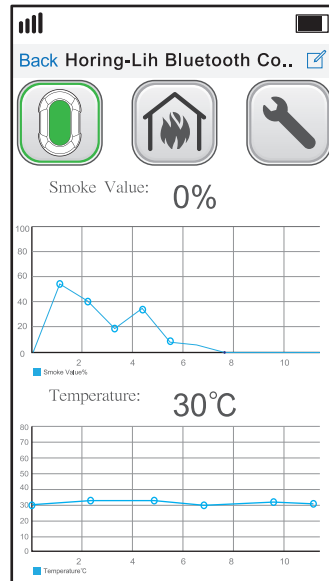 Back Horing-Lih Bluetooth Co..
Smoke Value: 0%
100
80
60
40
20
0
2 4 6 8 10
Smoke Value%
Temperature: 30°C
80
70
60
50
40
30
20
10
0
2 4 6 8 10
Temperature°C